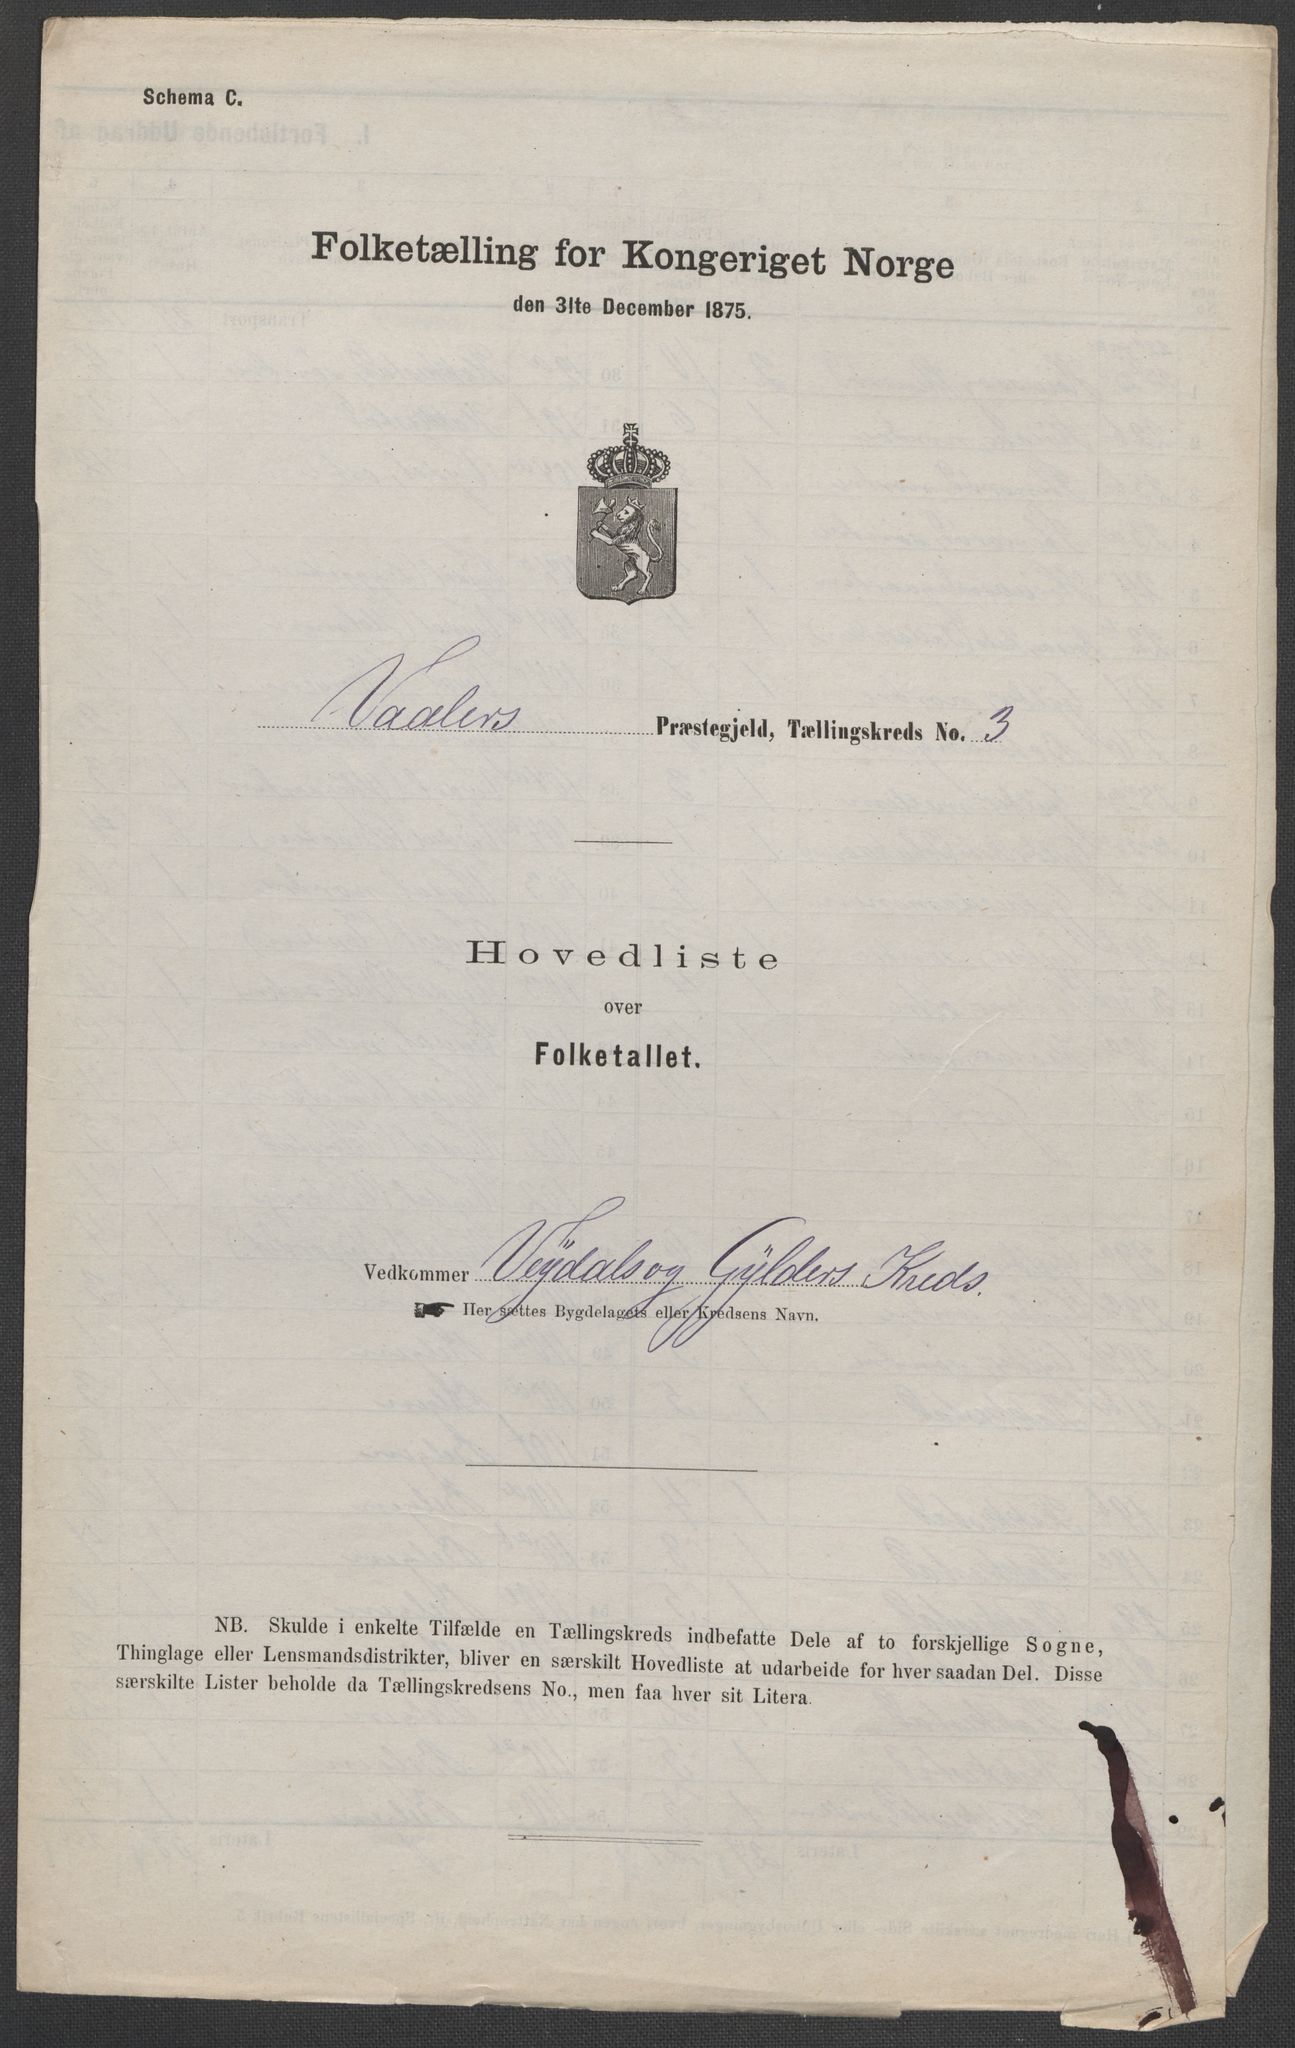 Schema C.
Folketælling for Kongeriget Norge
den 31te December 1875.
Vaalers Præstegjeld, Tællingskreds No. 3
Hovedliste
over
Folketallet.
Vedkommer Veÿdals og Gÿlders Kreds.
Her sættes Bygdelagets eller Kredsens Navn.
NB. Skulde i enkelte Tilfælde en Tællingskreds indbefatte Dele af to forskjellige Sogne,
Thinglage eller Lensmandsdistrikter, bliver en særskilt Hovedliste at udarbeide for hver saadan Del. Disse
særskilte Lister beholde da Tællingskredsens No., men faa hver sit Litera.